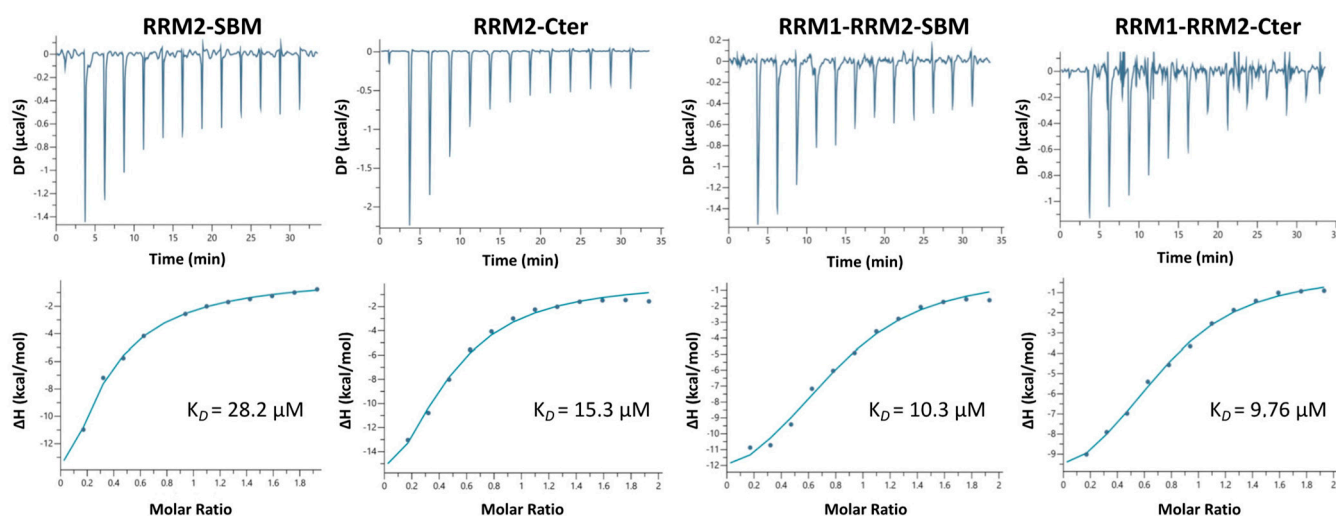 RRM2-SBM
RRM2-Cter
RRM1-RRM2-SBM
RRM1-RRM2-Cter
DP (µcal/s)
0
-0.2
-0.4
-0.6
-0.8
-1
-1.2
-1.4
0 5 10 15 20 25 30
Time (min)
DP (µcal/s)
0
-0.5
-1
-1.5
-2
0 5 10 15 20 25 30 35
Time (min)
DP (µcal/s)
0.2
0
-0.2
-0.4
-0.6
-0.8
-1
-1.2
-1.4
-1.6
0 5 10 15 20 25 30 35
Time (min)
DP (µcal/s)
0.2
0
-0.2
-0.4
-0.6
-0.8
-1
0 5 10 15 20 25 30 35
Time (min)
ΔH (kcal/mol)
-2
-4
-6
-8
-10
-12
K_D = 28.2 µM
0 0.2 0.4 0.6 0.8 1 1.2 1.4 1.6 1.8
Molar Ratio
ΔH (kcal/mol)
-2
-4
-6
-8
-10
-12
-14
K_D = 15.3 µM
0 0.2 0.4 0.6 0.8 1 1.2 1.4 1.6 1.8 2
Molar Ratio
ΔH (kcal/mol)
-1
-2
-3
-4
-5
-6
-7
-8
-9
-10
-11
-12
K_D = 10.3 µM
0 0.2 0.4 0.6 0.8 1 1.2 1.4 1.6 1.8 2
Molar Ratio
ΔH (kcal/mol)
-1
-2
-3
-4
-5
-6
-7
-8
-9
K_D = 9.76 µM
0 0.2 0.4 0.6 0.8 1 1.2 1.4 1.6 1.8 2
Molar Ratio